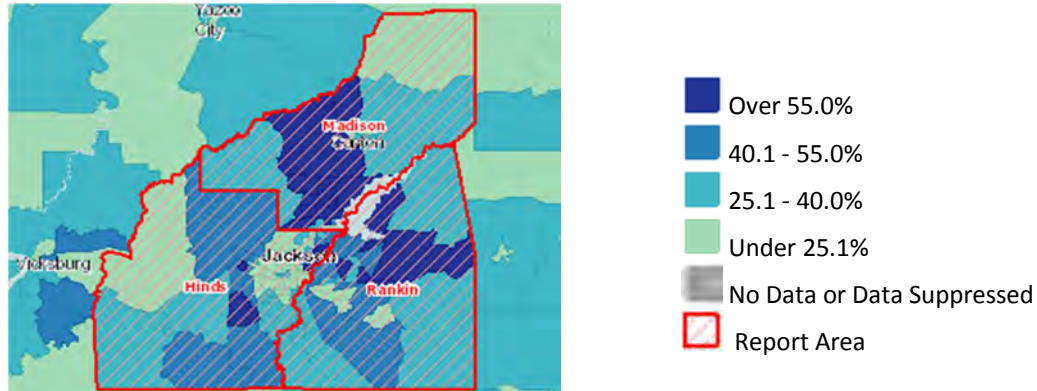 Yazoo
City
Madison
Canton
Vicksburg
Jackson
Hinds
Rankin
Over 55.0%
40.1 - 55.0%
25.1 - 40.0%
Under 25.1%
No Data or Data Suppressed
Report Area